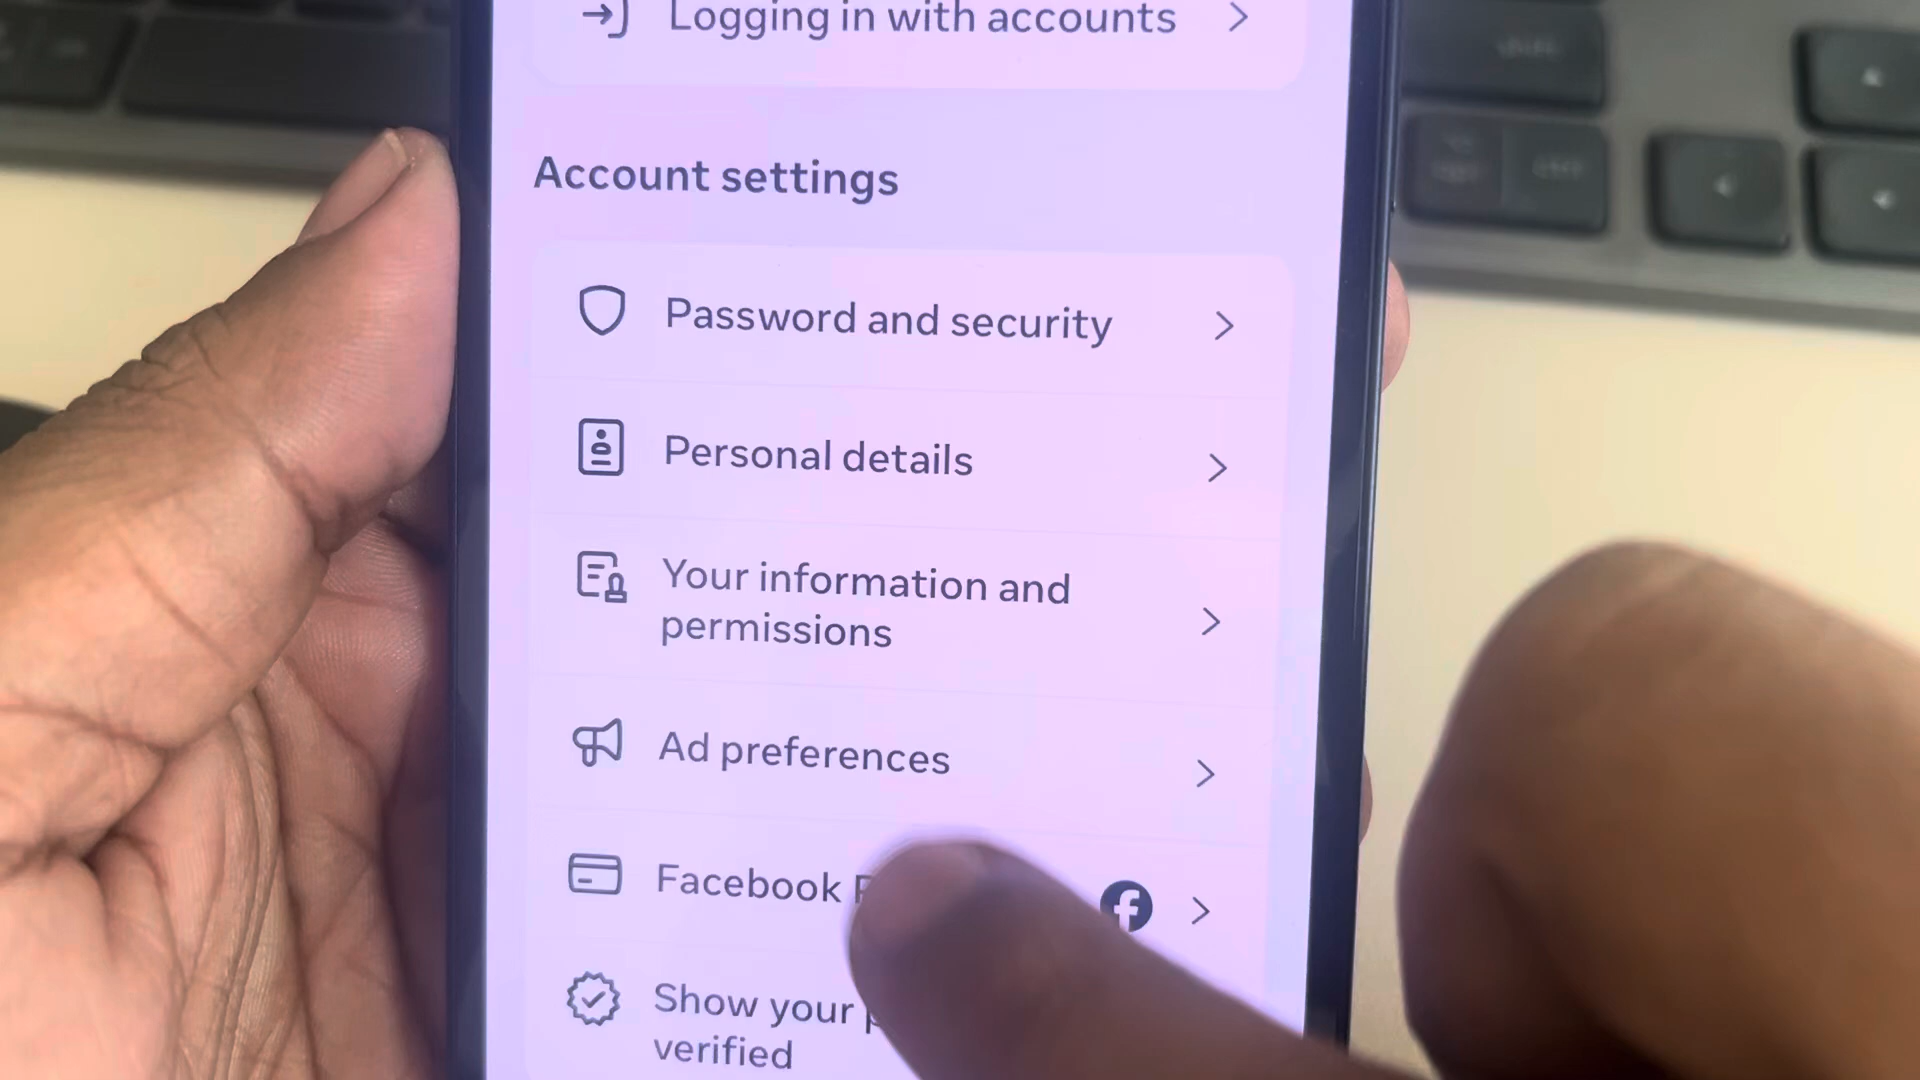 Logging in with accounts
Account settings
Password and security
Personal details
Your information and
permissions
Ad preferences
Facebook
Show your
verified